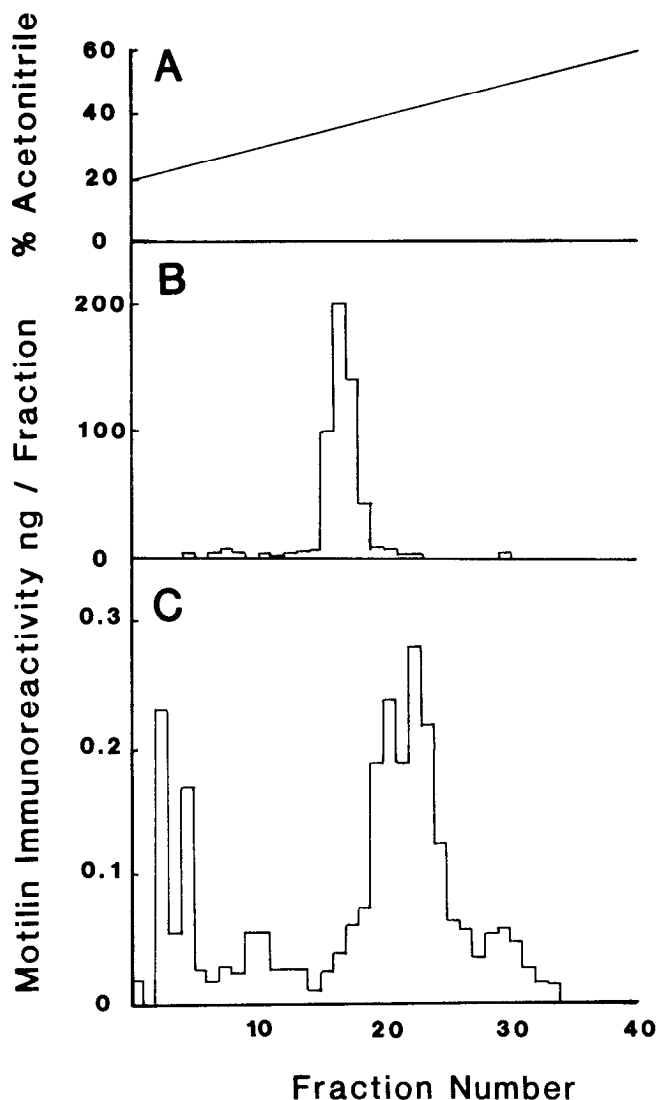 % Acetonitrile
60
40
20
0
A
Motilin Immunoreactivity ng / Fraction
200
100
0
B
0.3
0.2
0.1
0
C
10 20 30 40
Fraction Number